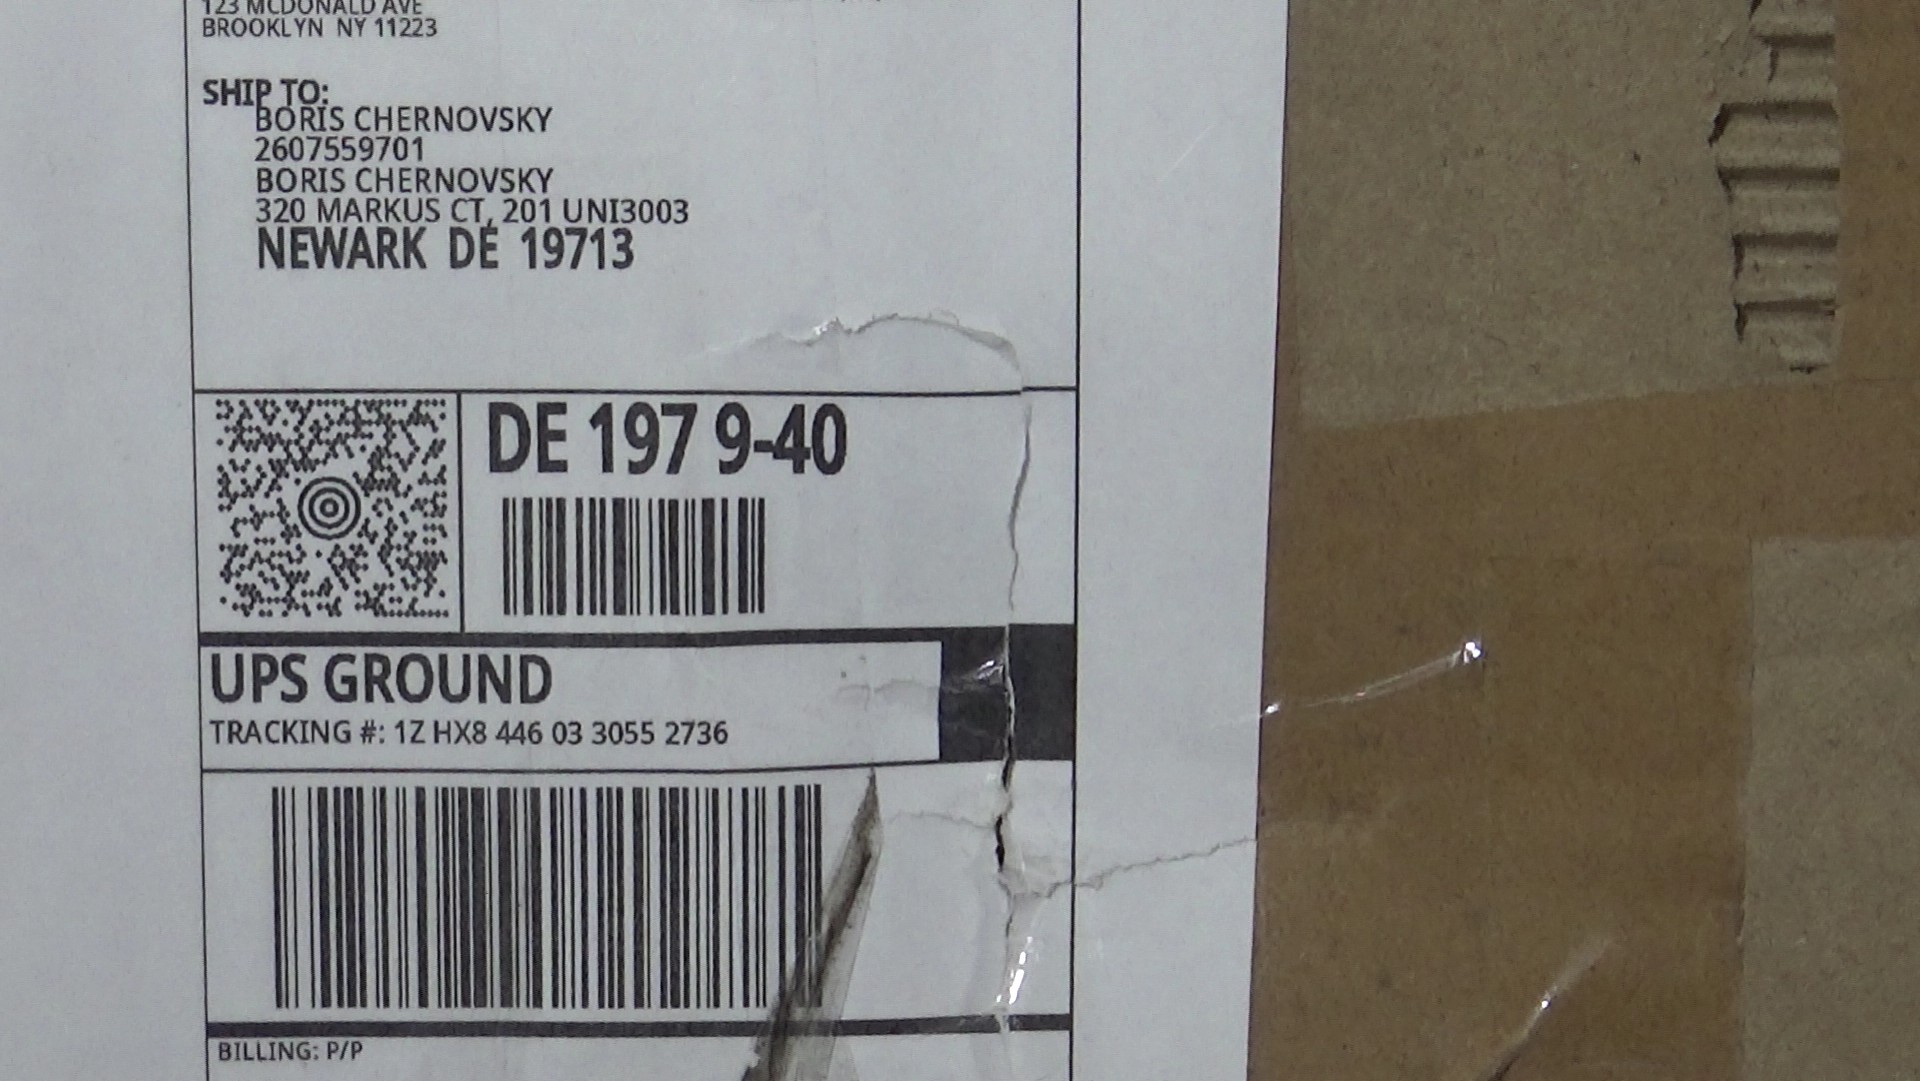 123 MCDONALD AVE
BROOKLYN NY 11223
SHIP TO:
BORIS CHERNOVSKY
2607559701
BORIS CHERNOVSKY
320 MARKUS CT, 201 UNI3003
NEWARK DE 19713
DE 197 9-40
UPS GROUND
TRACKING #: 1Z HX8 446 03 3055 2736
BILLING: P/P